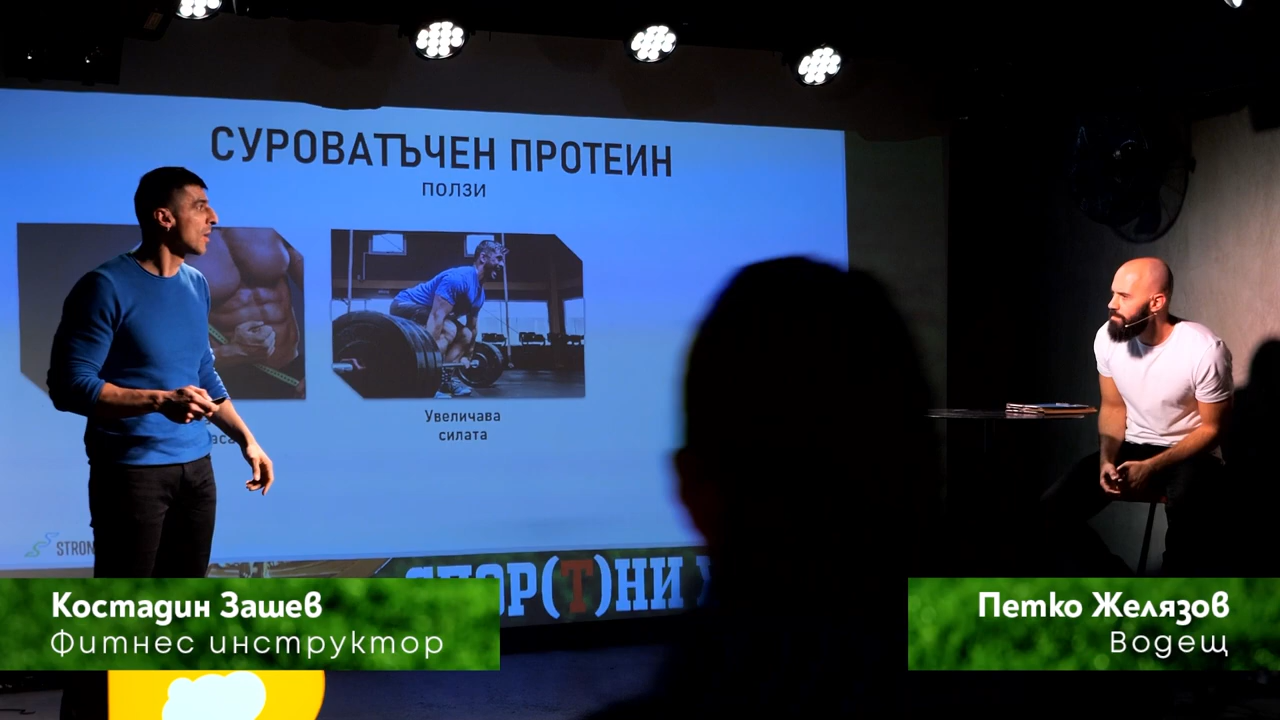 СУРОВАТЪЧЕН ПРОТЕИН
ползи
Увеличава
силата
Костадин Зашев
Фитнес инструктор
Петко Желязов
Водещ